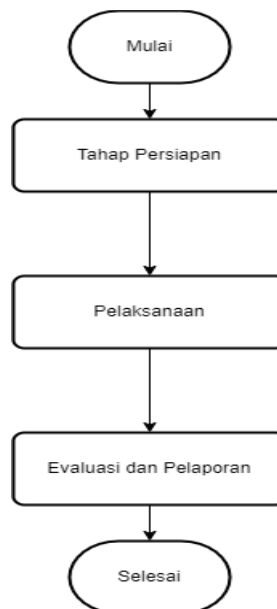 Mulai
Tahap Persiapan
Pelaksanaan
Evaluasi dan Pelaporan
Selesai